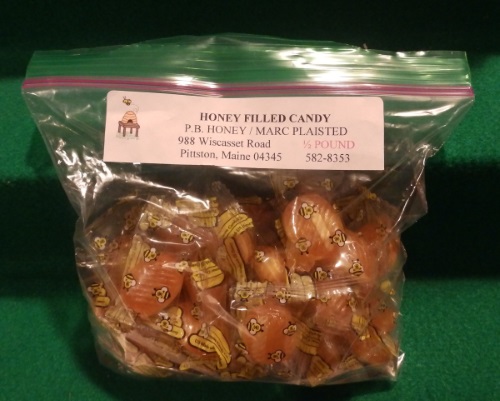 HONEY FILLED CANDY
P.B. HONEY / MARC PLAISTED
988 Wiscasset Road ½ POUND
Pittston, Maine 04345 582-8353